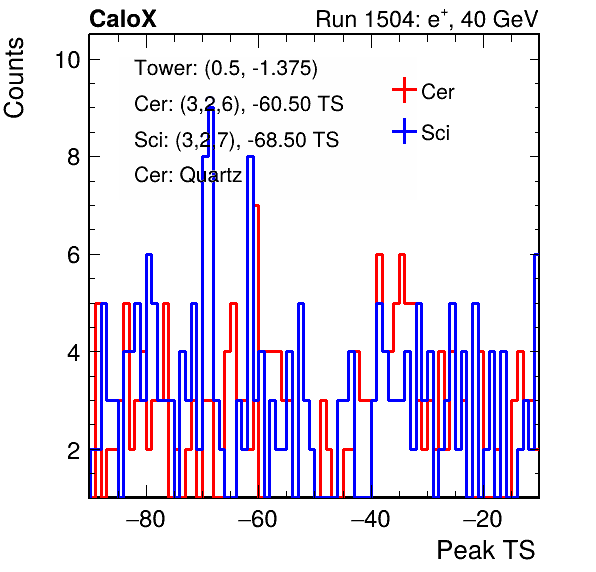 CaloX Run 1504: e⁺, 40 GeV
Counts
10
Tower: (0.5, -1.375)
Cer: (3,2,6), -60.50 TS
Sci: (3,2,7), -68.50 TS
Cer: Quartz
Cer
Sci
8
6
4
2
−80 −60 −40 −20
Peak TS